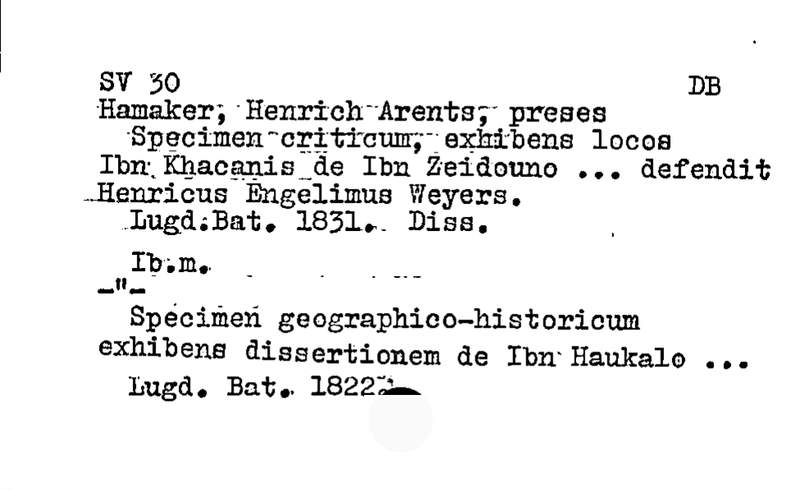 SV 30 DB
Hamaker, Henrich Arents, preses
Specimen criticum, exhibens locos
Ibn Khacanis de Ibn Zeidouno ... defendit
Henricus Engelimus Weyers.
Lugd.Bat. 1831. Diss.
Ib.m.
-"-
Specimen geographico-historicum
exhibens dissertionem de Ibn Haukalo ...
Lugd. Bat. 1822